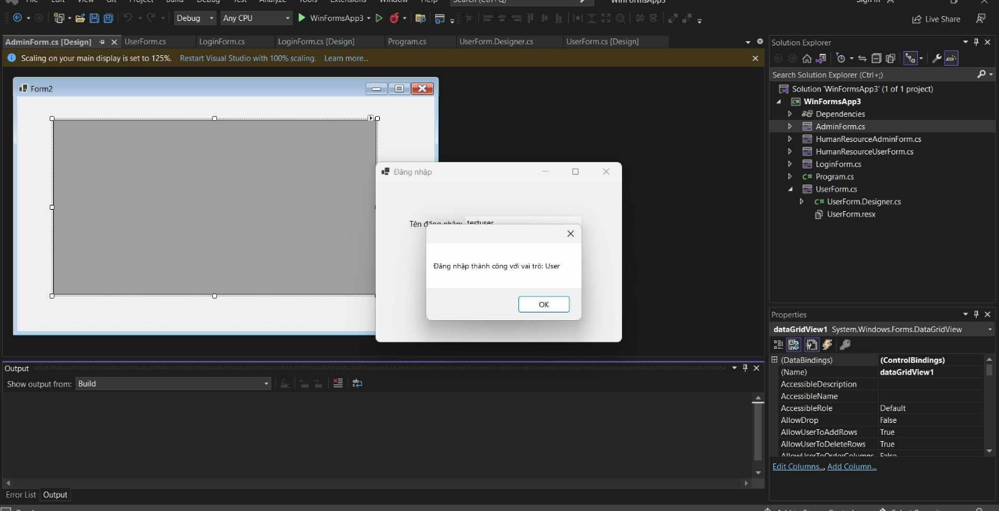 File Edit View Git Project Build Debug Test Analyze Tools Extensions Window Help Search (Ctrl+Q) WinFormsApp3 Sign in
Debug Any CPU WinFormsApp3 Live Share
AdminForm.cs [Design] UserForm.cs LoginForm.cs LoginForm.cs [Design] Program.cs UserForm.Designer.cs UserForm.cs [Design]
Scaling on your main display is set to 125%. Restart Visual Studio with 100% scaling. Learn more...
Form2
Đăng nhập
Tên đăng nhập: testuser
Đăng nhập thành công với vai trò: User
OK
Output
Show output from: Build
Error List Output
Solution Explorer
Search Solution Explorer (Ctrl+;)
Solution 'WinFormsApp3' (1 of 1 project)
WinFormsApp3
Dependencies
AdminForm.cs
HumanResourceAdminForm.cs
HumanResourceUserForm.cs
LoginForm.cs
C# Program.cs
UserForm.cs
C# UserForm.Designer.cs
UserForm.resx
Properties
dataGridView1 System.Windows.Forms.DataGridView
(DataBindings) (ControlBindings)
(Name) dataGridView1
AccessibleDescription
AccessibleName
AccessibleRole Default
AllowDrop False
AllowUserToAddRows True
AllowUserToDeleteRows True
AllowUserToOrderColumns False
Edit Columns..., Add Column...